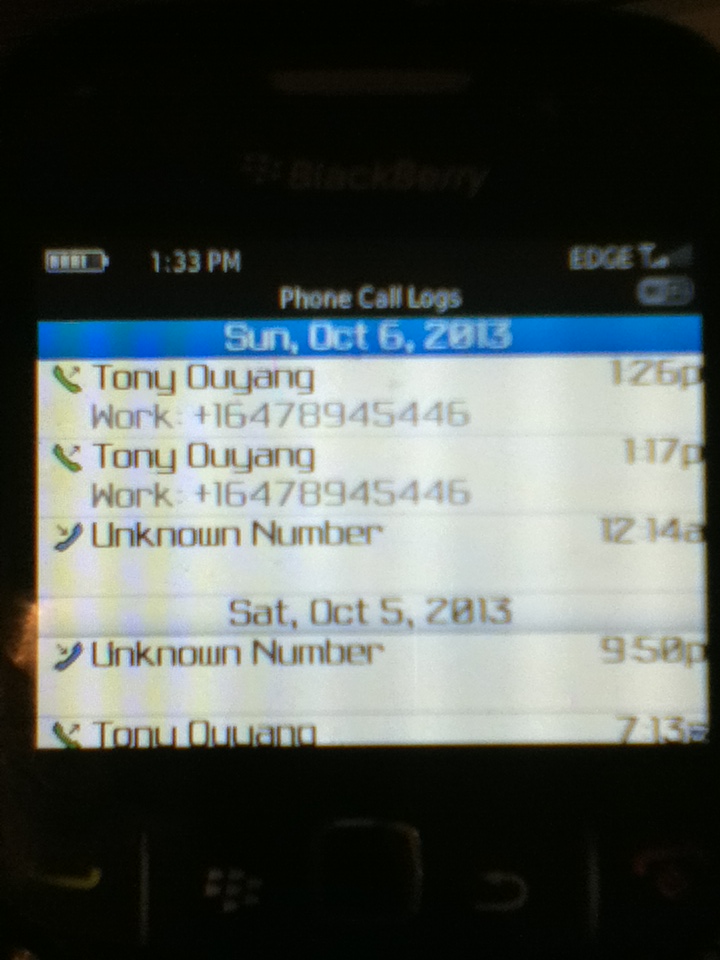 BlackBerry
1:33 PM EDGE
Phone Call Logs
Sun, Oct 6, 2013
Tony Ouyang 1:26p
Work: +16478945446
Tony Ouyang 1:17p
Work: +16478945446
Unknown Number 12:14a
Sat, Oct 5, 2013
Unknown Number 9:50p
Tony Ouyang 7:13p